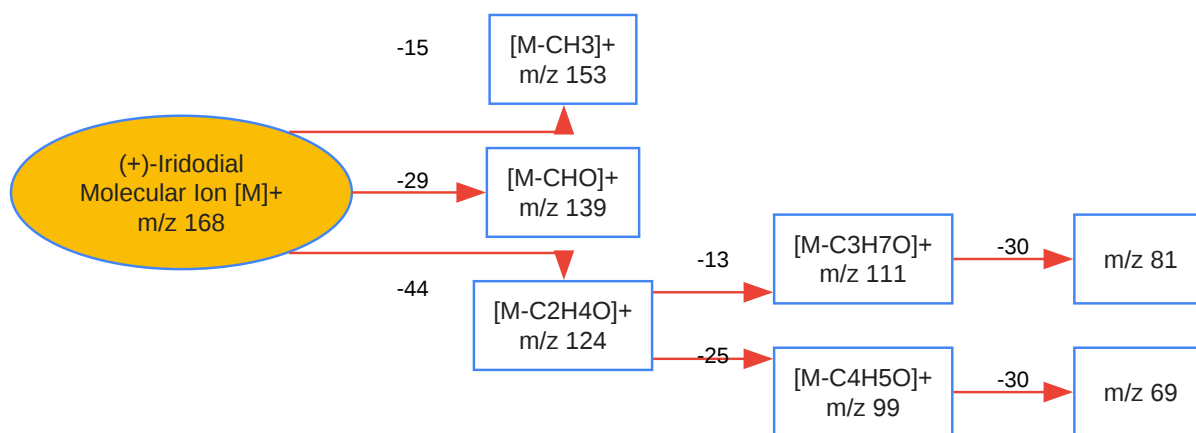 -15
[M-CH3]+
m/z 153
(+)-Iridodial
Molecular Ion [M]+
m/z 168
-29
[M-CHO]+
m/z 139
-44
[M-C2H4O]+
m/z 124
-13
[M-C3H7O]+
m/z 111
-30
m/z 81
-25
[M-C4H5O]+
m/z 99
-30
m/z 69